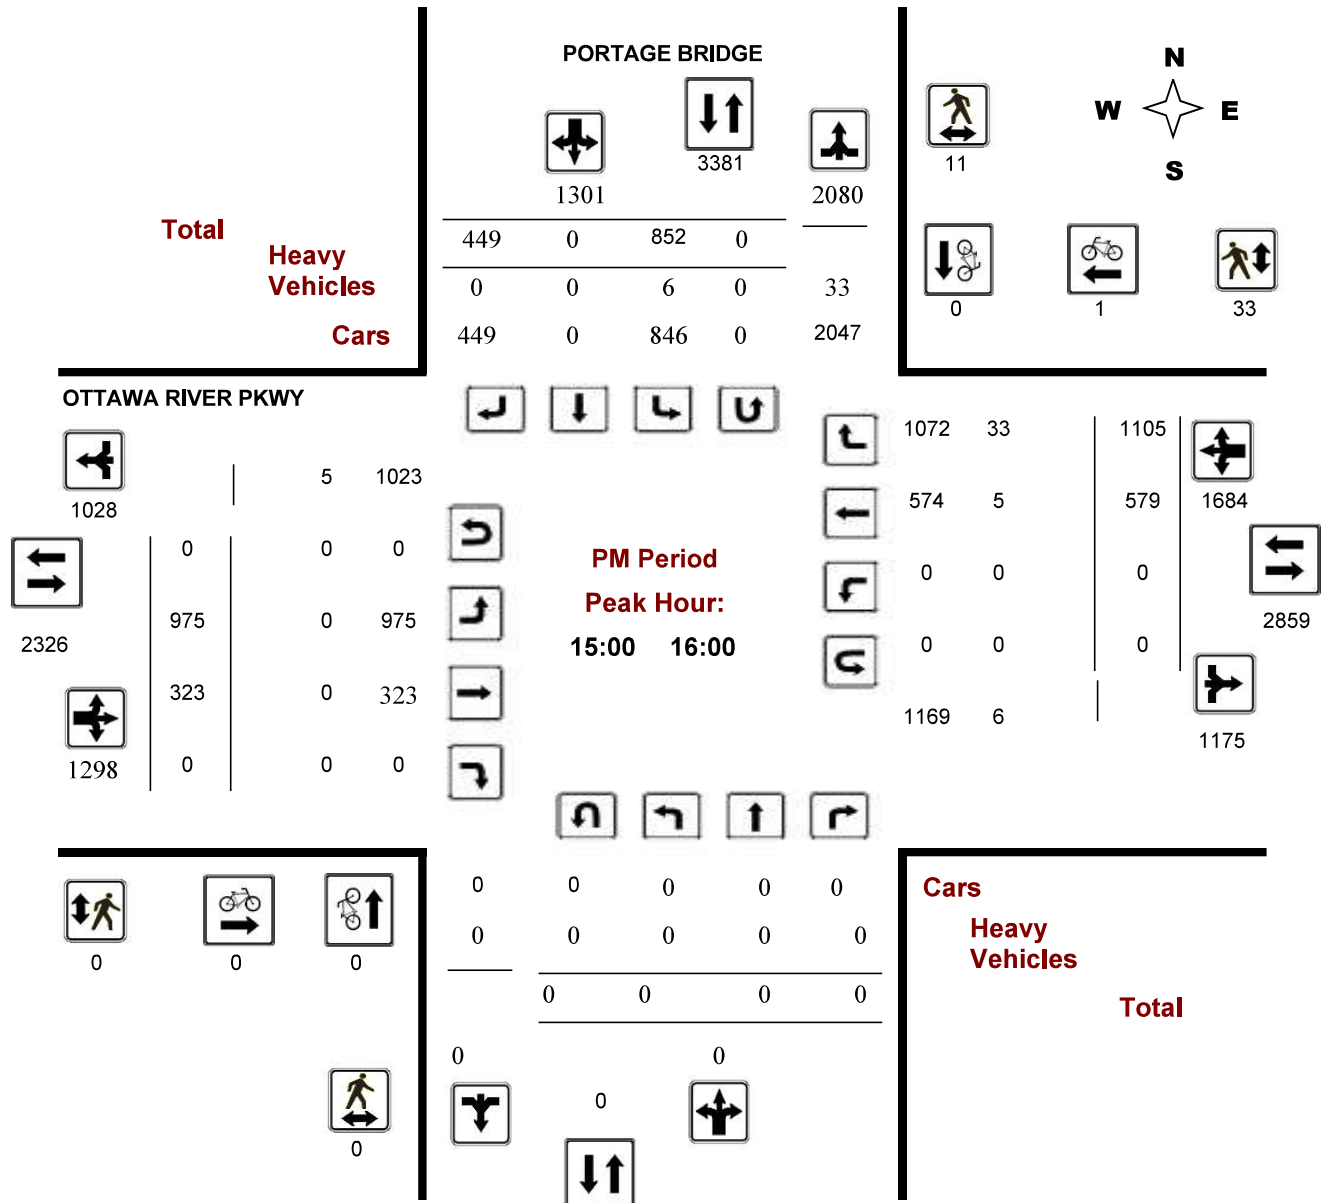 PORTAGE BRIDGE
N
W E
S
3381
11
1301 2080
Total
449 0 852 0
Heavy
Vehicles
0 0 6 0 33
0 1 33
Cars
449 0 846 0 2047
OTTAWA RIVER PKWY
1072 33 1105
5 1023
1028
574 5 579 1684
0 0 0
PM Period
0 0 0
Peak Hour:
975 0 975
2326
15:00 16:00
2859
0 0 0
323 0 323
1169 6
1175
1298 0 0 0
0 0 0 0 0
Cars
0 0 0 0 0
Heavy
Vehicles
0 0 0
0 0 0 0
Total
0 0
0
0